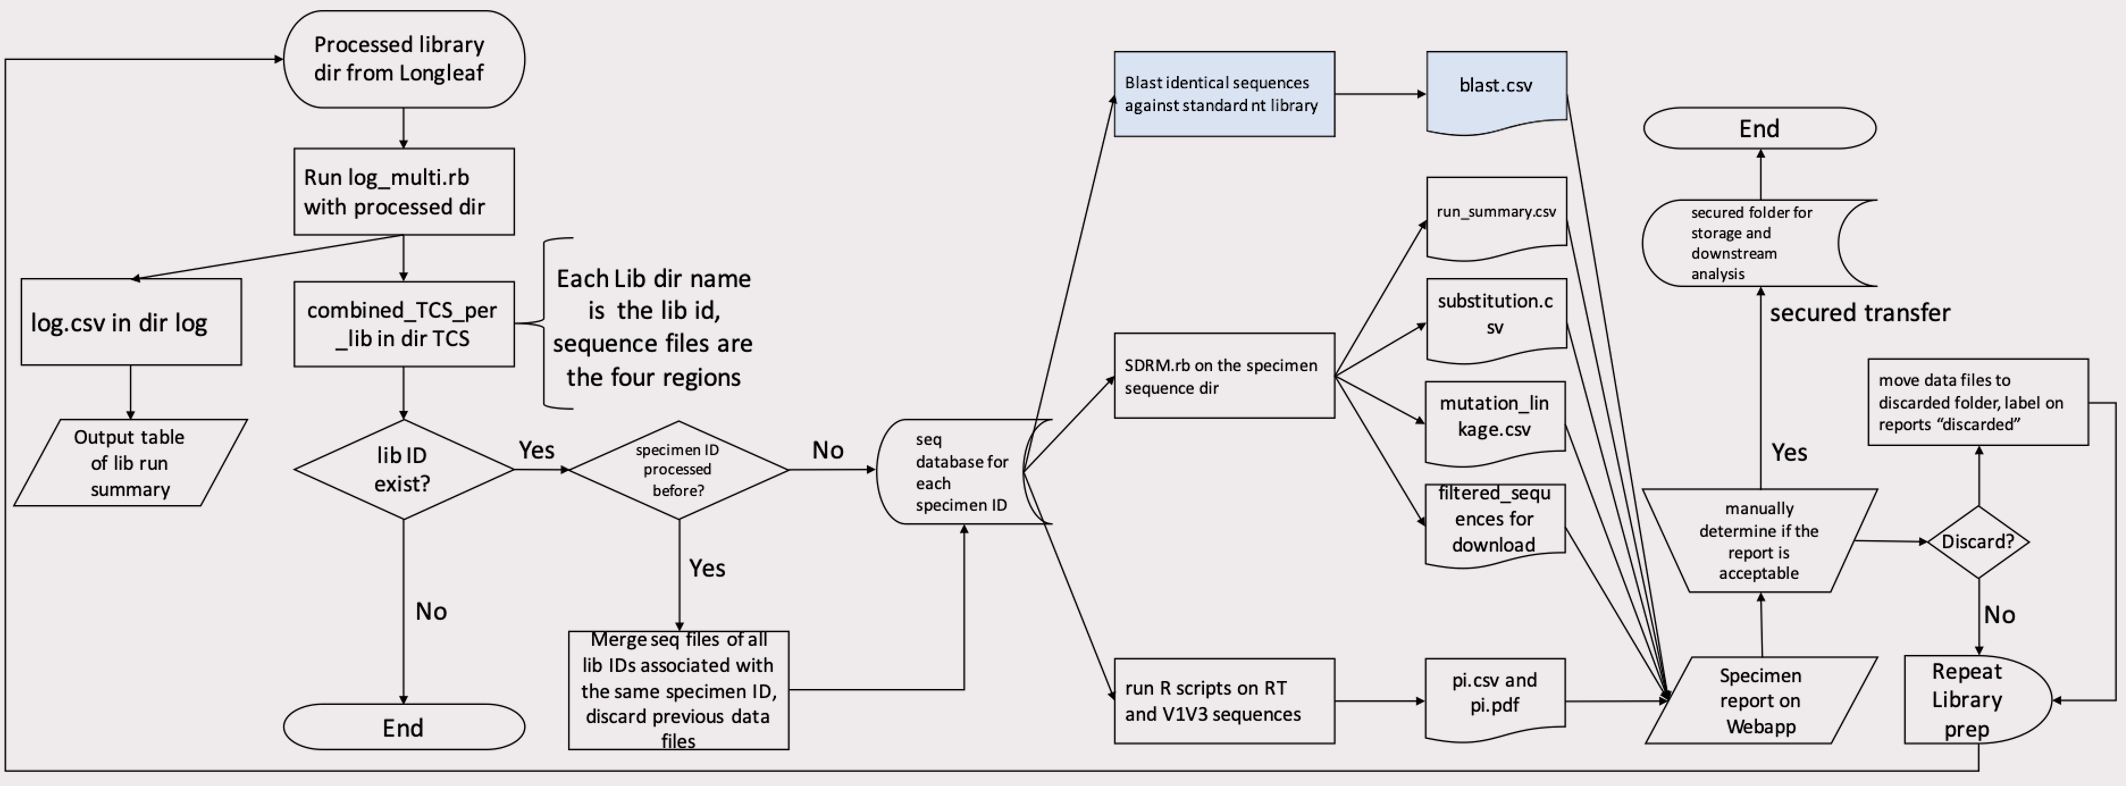 Processed library
dir from Longleaf
Run log_multi.rb
with processed dir
log.csv in dir log
Output table
of lib run
summary
combined_TCS_per
_lib in dir TCS
Each Lib dir name
is the lib id,
sequence files are
the four regions
lib ID
exist?
Yes
No
End
specimen ID
processed
before?
No
Yes
Merge seq files of all
lib IDs associated with
the same specimen ID,
discard previous data
files
seq
database for
each
specimen ID
Blast identical sequences
against standard nt library
blast.csv
SDRM.rb on the specimen
sequence dir
run_summary.csv
substitution.c
sv
mutation_lin
kage.csv
filtered_sequ
ences for
download
run R scripts on RT
and V1V3 sequences
pi.csv and
pi.pdf
Specimen
report on
Webapp
manually
determine if the
report is
acceptable
Yes
secured transfer
secured folder for
storage and
downstream
analysis
End
Discard?
move data files to
discarded folder, label on
reports “discarded”
No
Repeat
Library
prep